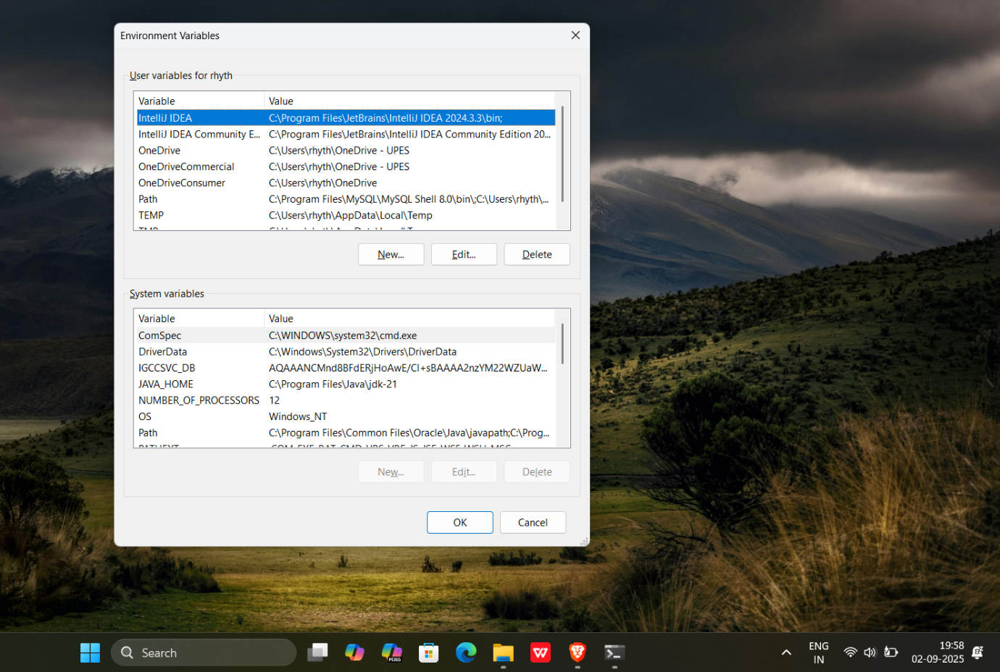 Environment Variables
User variables for rhyth
Variable Value
IntelliJ IDEA C:\Program Files\JetBrains\IntelliJ IDEA 2024.3.3\bin;
IntelliJ IDEA Community E... C:\Program Files\JetBrains\IntelliJ IDEA Community Edition 20...
OneDrive C:\Users\rhyth\OneDrive - UPES
OneDriveCommercial C:\Users\rhyth\OneDrive - UPES
OneDriveConsumer C:\Users\rhyth\OneDrive
Path C:\Program Files\MySQL\MySQL Shell 8.0\bin\;C:\Users\rhyth\...
TEMP C:\Users\rhyth\AppData\Local\Temp
New... Edit... Delete
System variables
Variable Value
ComSpec C:\WINDOWS\system32\cmd.exe
DriverData C:\Windows\System32\Drivers\DriverData
IGCCSVC_DB AQAAANCMnd8BFdERjHoAwE/Cl+sBAAAA2nzYM22WZUaW...
JAVA_HOME C:\Program Files\Java\jdk-21
NUMBER_OF_PROCESSORS 12
OS Windows_NT
Path C:\Program Files\Common Files\Oracle\Java\javapath;C:\Prog...
New... Edit... Delete
OK Cancel
Search
M365
ENG
IN
19:58
02-09-2025